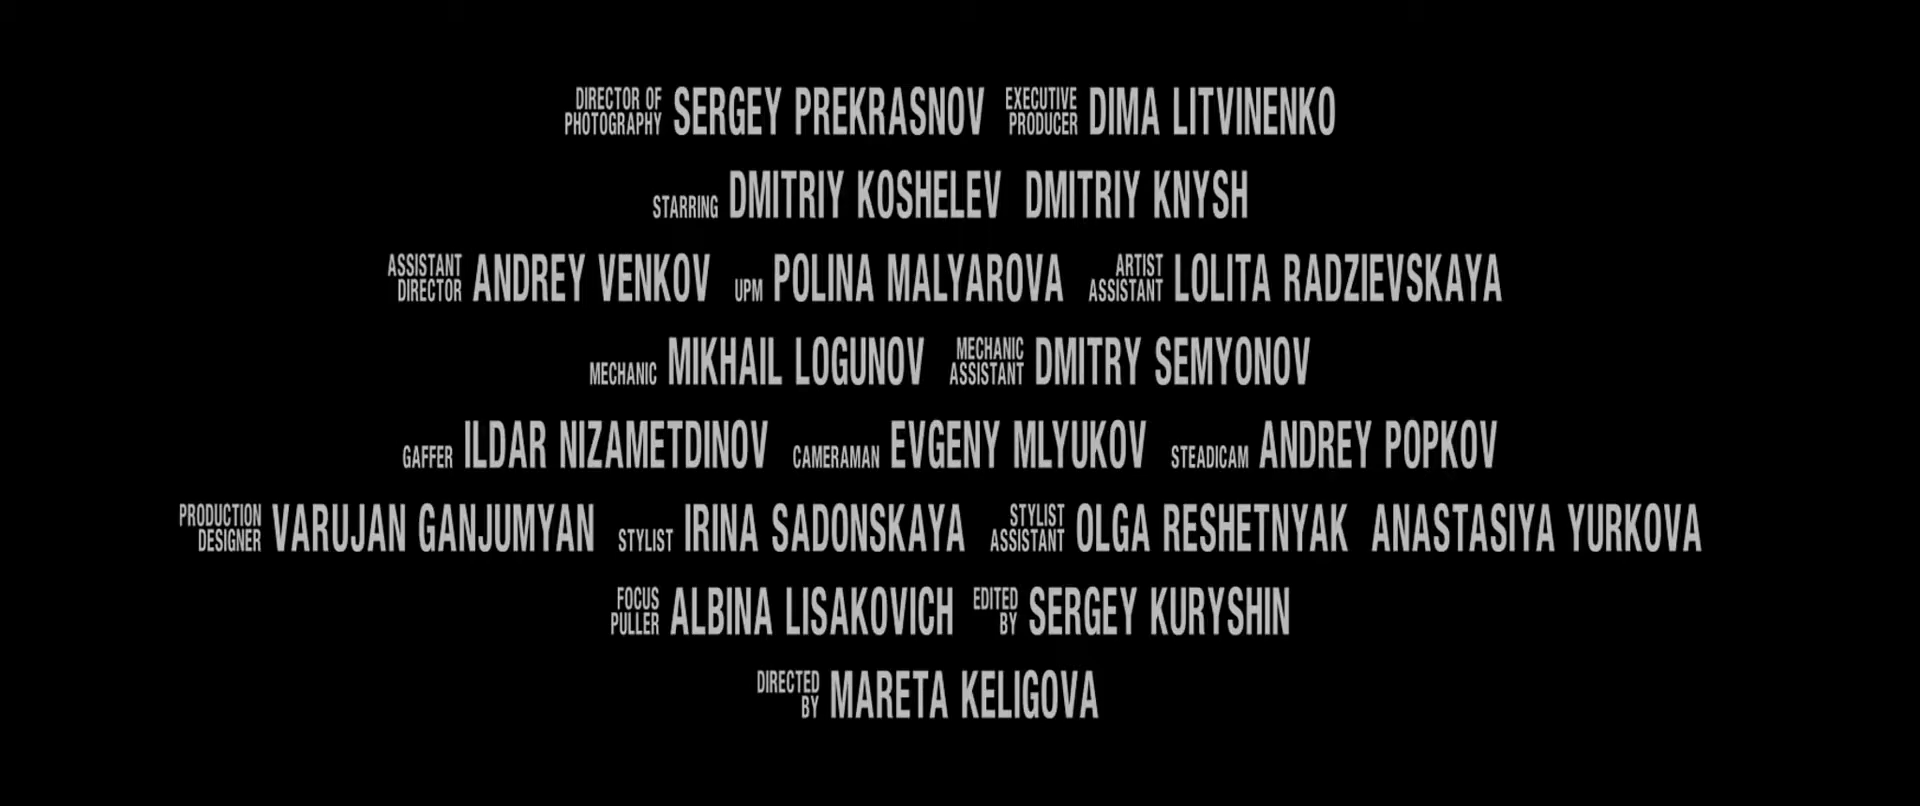 DIRECTOR OF PHOTOGRAPHY SERGEY PREKRASNOV EXECUTIVE PRODUCER DIMA LITVINENKO
STARRING DMITRIY KOSHELEV DMITRIY KNYSH
ASSISTANT DIRECTOR ANDREY VENKOV UPM POLINA MALYAROVA ARTIST ASSISTANT LOLITA RADZIEVSKAYA
MECHANIC MIKHAIL LOGUNOV MECHANIC ASSISTANT DMITRY SEMYONOV
GAFFER ILDAR NIZAMETDINOV CAMERAMAN EVGENY MLYUKOV STEADICAM ANDREY POPKOV
PRODUCTION DESIGNER VARUJAN GANJUMYAN STYLIST IRINA SADONSKAYA STYLIST ASSISTANT OLGA RESHETNYAK ANASTASIYA YURKOVA
FOCUS PULLER ALBINA LISAKOVICH EDITED BY SERGEY KURYSHIN
DIRECTED BY MARETA KELIGOVA